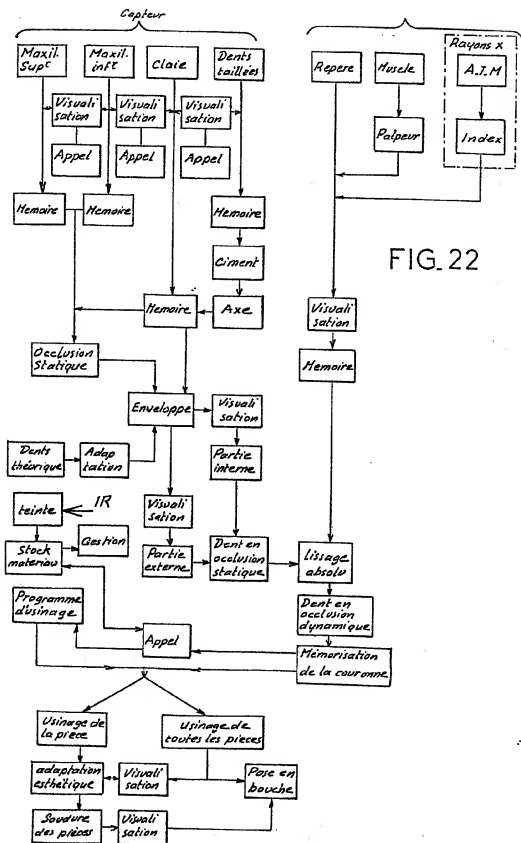 Capteur
Maxil.
Supᶜ
Maxil.
infᶜ
Claie
Dents
taillées
Visuali
sation
Visuali
sation
Visuali
sation
Appel
Appel
Appel
Memoire
Memoire
Memoire
Ciment
Axe
Memoire
Repere
Muscle
Rayons x
A.T.M
Palpeur
Index
FIG_22
Visuali
sation
Memoire
Occlusion
Statique
Enveloppe
Visuali
sation
Dents
théorique
Adap
tation
Partie
interne
teinte
IR
Visuali
sation
Stock
materiau
Gestion
Partie
externe
Dent en
occlusion
statique
Lissage
absolu
Programme
d'usinage
Appel
Dent en
occlusion
dynamique
Mémorisation
de la couronne
Usinage de
la pièce
Usinage de
toutes les pieces
adaptation
esthétique
Visuali
sation
Pose en
bouche
Soudure
des pièces
Visuali
sation